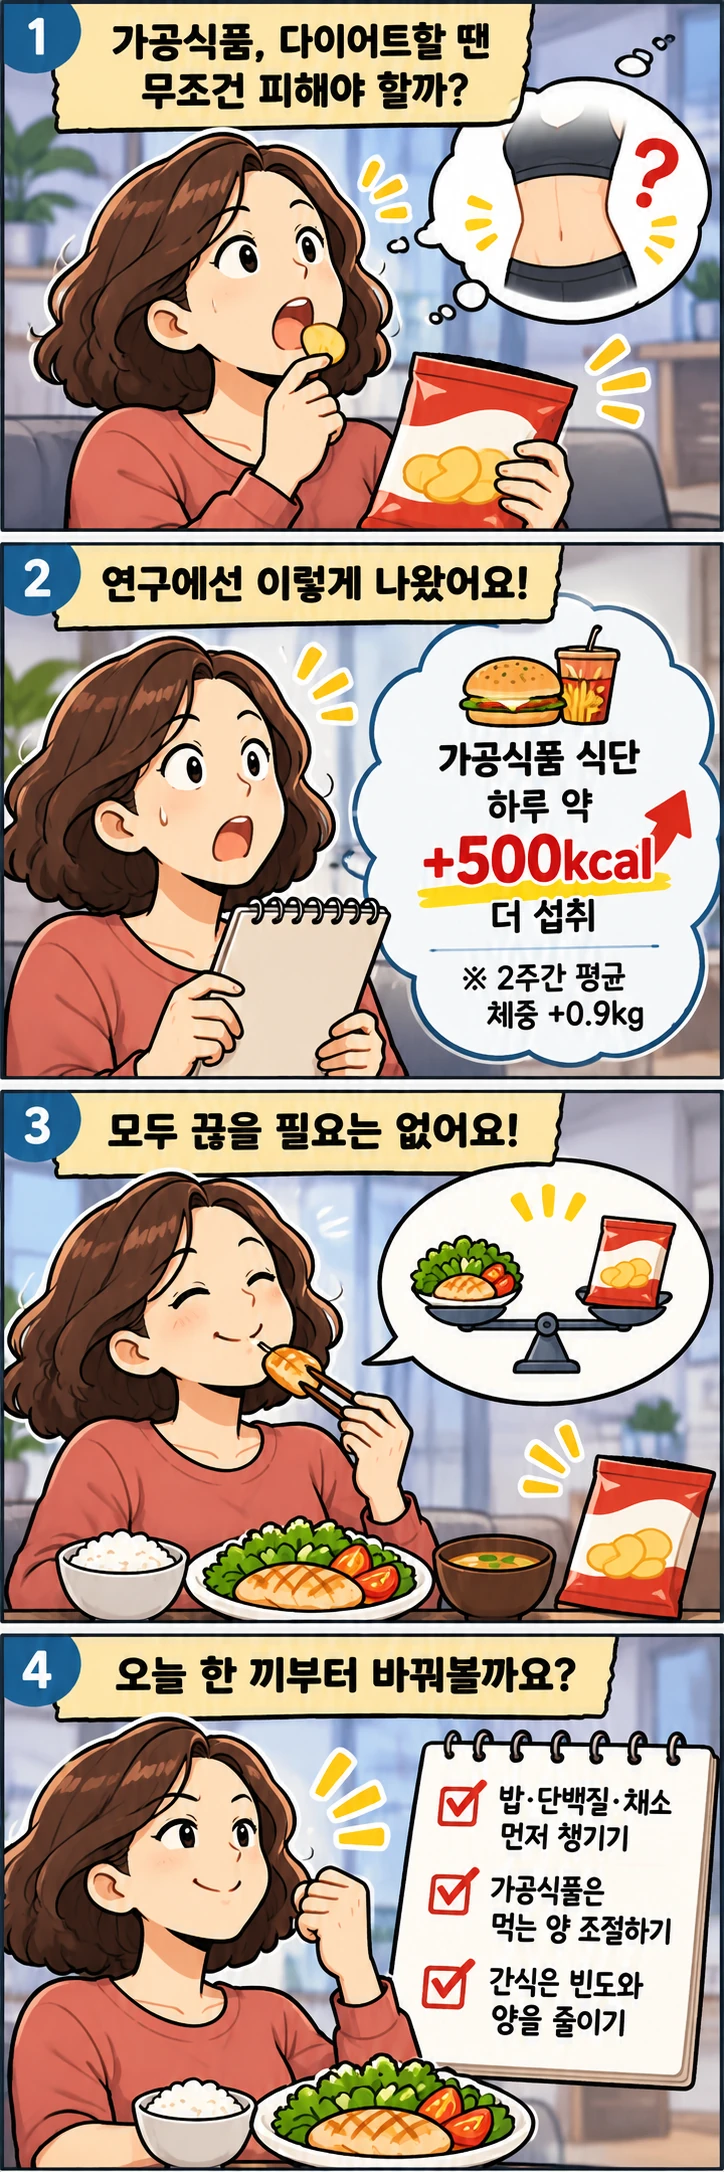 1
가공식품, 다이어트할 땐
무조건 피해야 할까?
?
2
연구에선 이렇게 나왔어요!
가공식품 식단
하루 약
+500kcal
더 섭취
※ 2주간 평균
체중 +0.9kg
3
모두 끊을 필요는 없어요!
4
오늘 한 끼부터 바꿔볼까요?
밥·단백질·채소
먼저 챙기기
가공식풀은
먹는 양 조절하기
간식은 빈도와
양을 줄이기